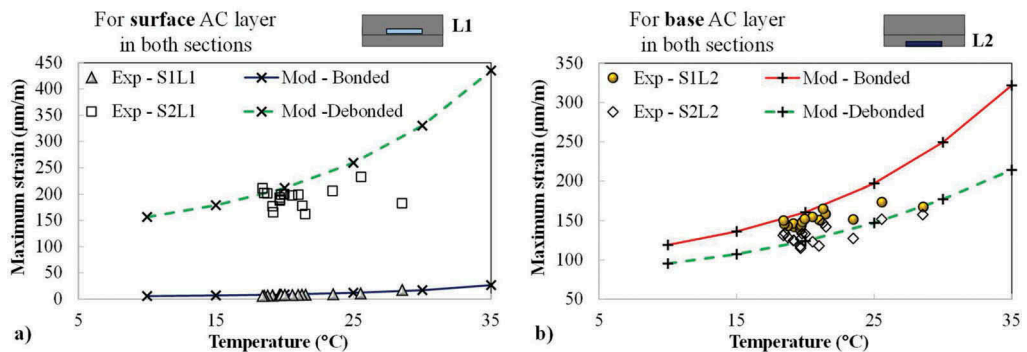 For surface AC layer
in both sections
L1
450
400
350
300
250
200
150
100
50
0
Maximum strain (µm/m)
Exp - S1L1
Mod - Bonded
Exp - S2L1
Mod -Debonded
5
15
25
35
Temperature (°C)
a)
For base AC layer
in both sections
L2
350
300
250
200
150
100
50
Maximum strain (µm/m)
Exp - S1L2
Mod - Bonded
Exp - S2L2
Mod -Debonded
5
15
25
35
Temperature (°C)
b)